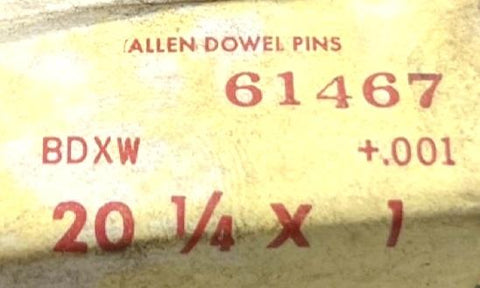 ALLEN DOWEL PINS
61467
BDXW +.001
20 1/4 X 1